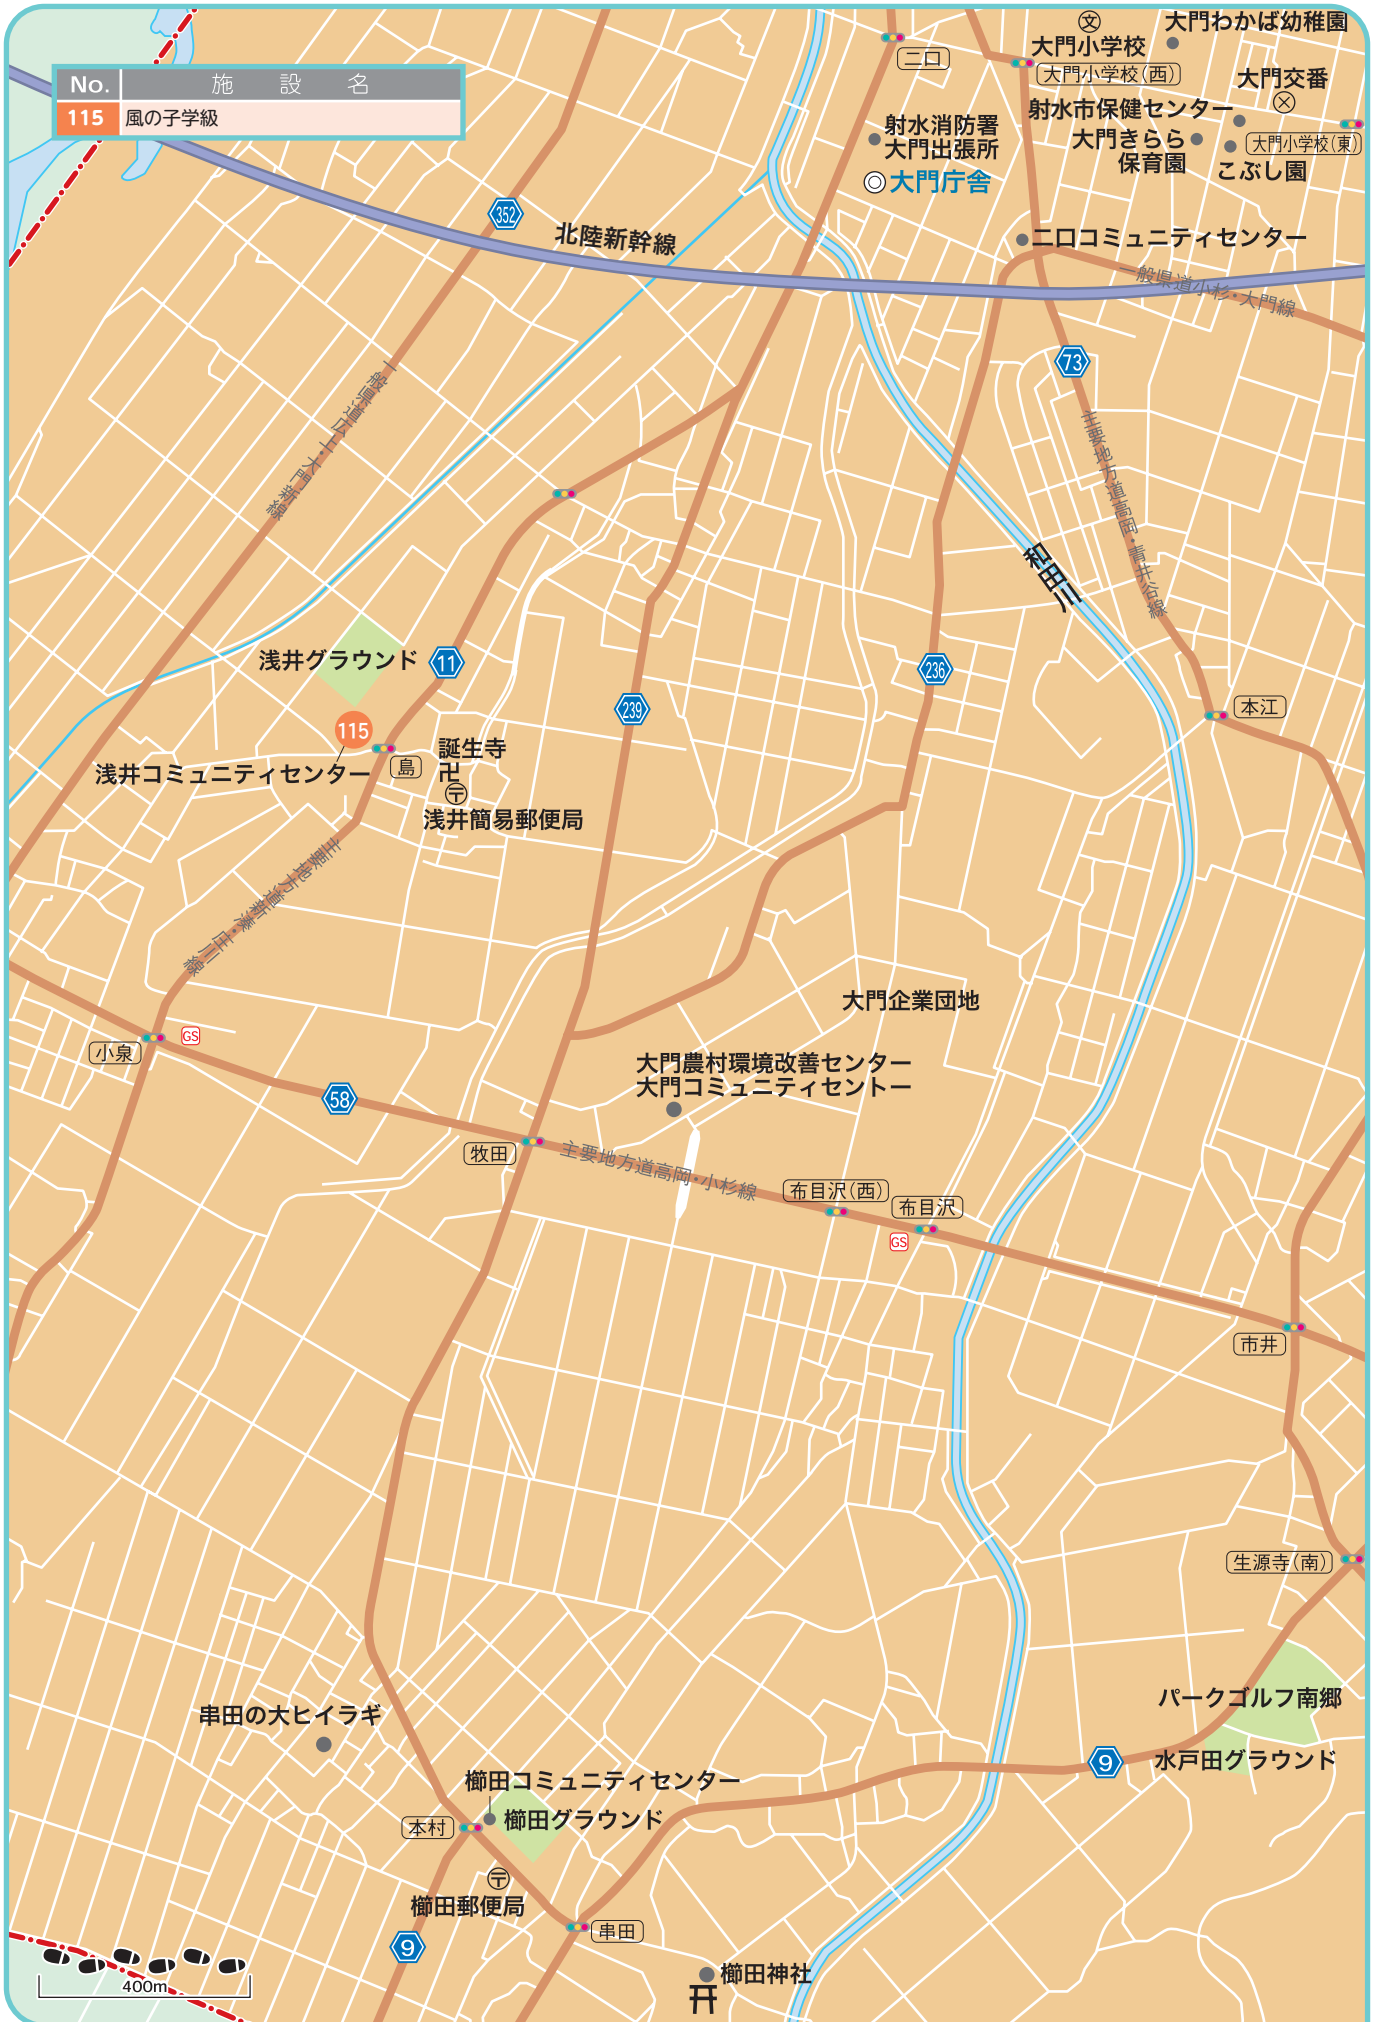 No. 施設名
115 風の子学級
二口
文
大門小学校
大門わかば幼稚園
大門小学校(西)
大門交番
射水市保健センター
射水消防署
大門出張所
大門きらら
保育園
大門小学校(東)
こぶし園
大門庁舎
352
北陸新幹線
二口コミュニティセンター
一般県道小杉・大門線
73
一般県道広上・大門新線
主要地方道高岡・青井谷線
和田川
浅井グラウンド
11
236
239
本江
115
誕生寺
卍
島
浅井コミュニティセンター
〒
浅井簡易郵便局
主要地方道新湊・庄川線
大門企業団地
GS
小泉
大門農村環境改善センター
大門コミュニティセントー
58
牧田
主要地方道高岡・小杉線
布目沢(西)
布目沢
GS
市井
生源寺(南)
パークゴルフ南郷
串田の大ヒイラギ
9
水戸田グラウンド
櫛田コミュニティセンター
本村
櫛田グラウンド
〒
櫛田郵便局
串田
9
櫛田神社
400m